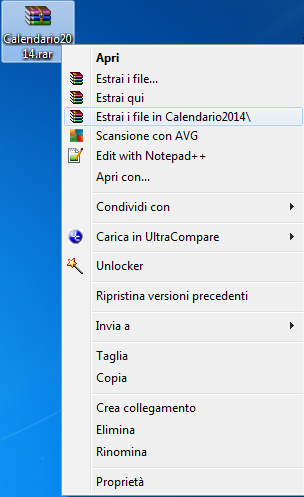 Calendario20
14.rar
Apri
Estrai i file...
Estrai qui
Estrai i file in Calendario2014\
Scansione con AVG
Edit with Notepad++
Apri con...
Condividi con
Carica in UltraCompare
Unlocker
Ripristina versioni precedenti
Invia a
Taglia
Copia
Crea collegamento
Elimina
Rinomina
Proprietà